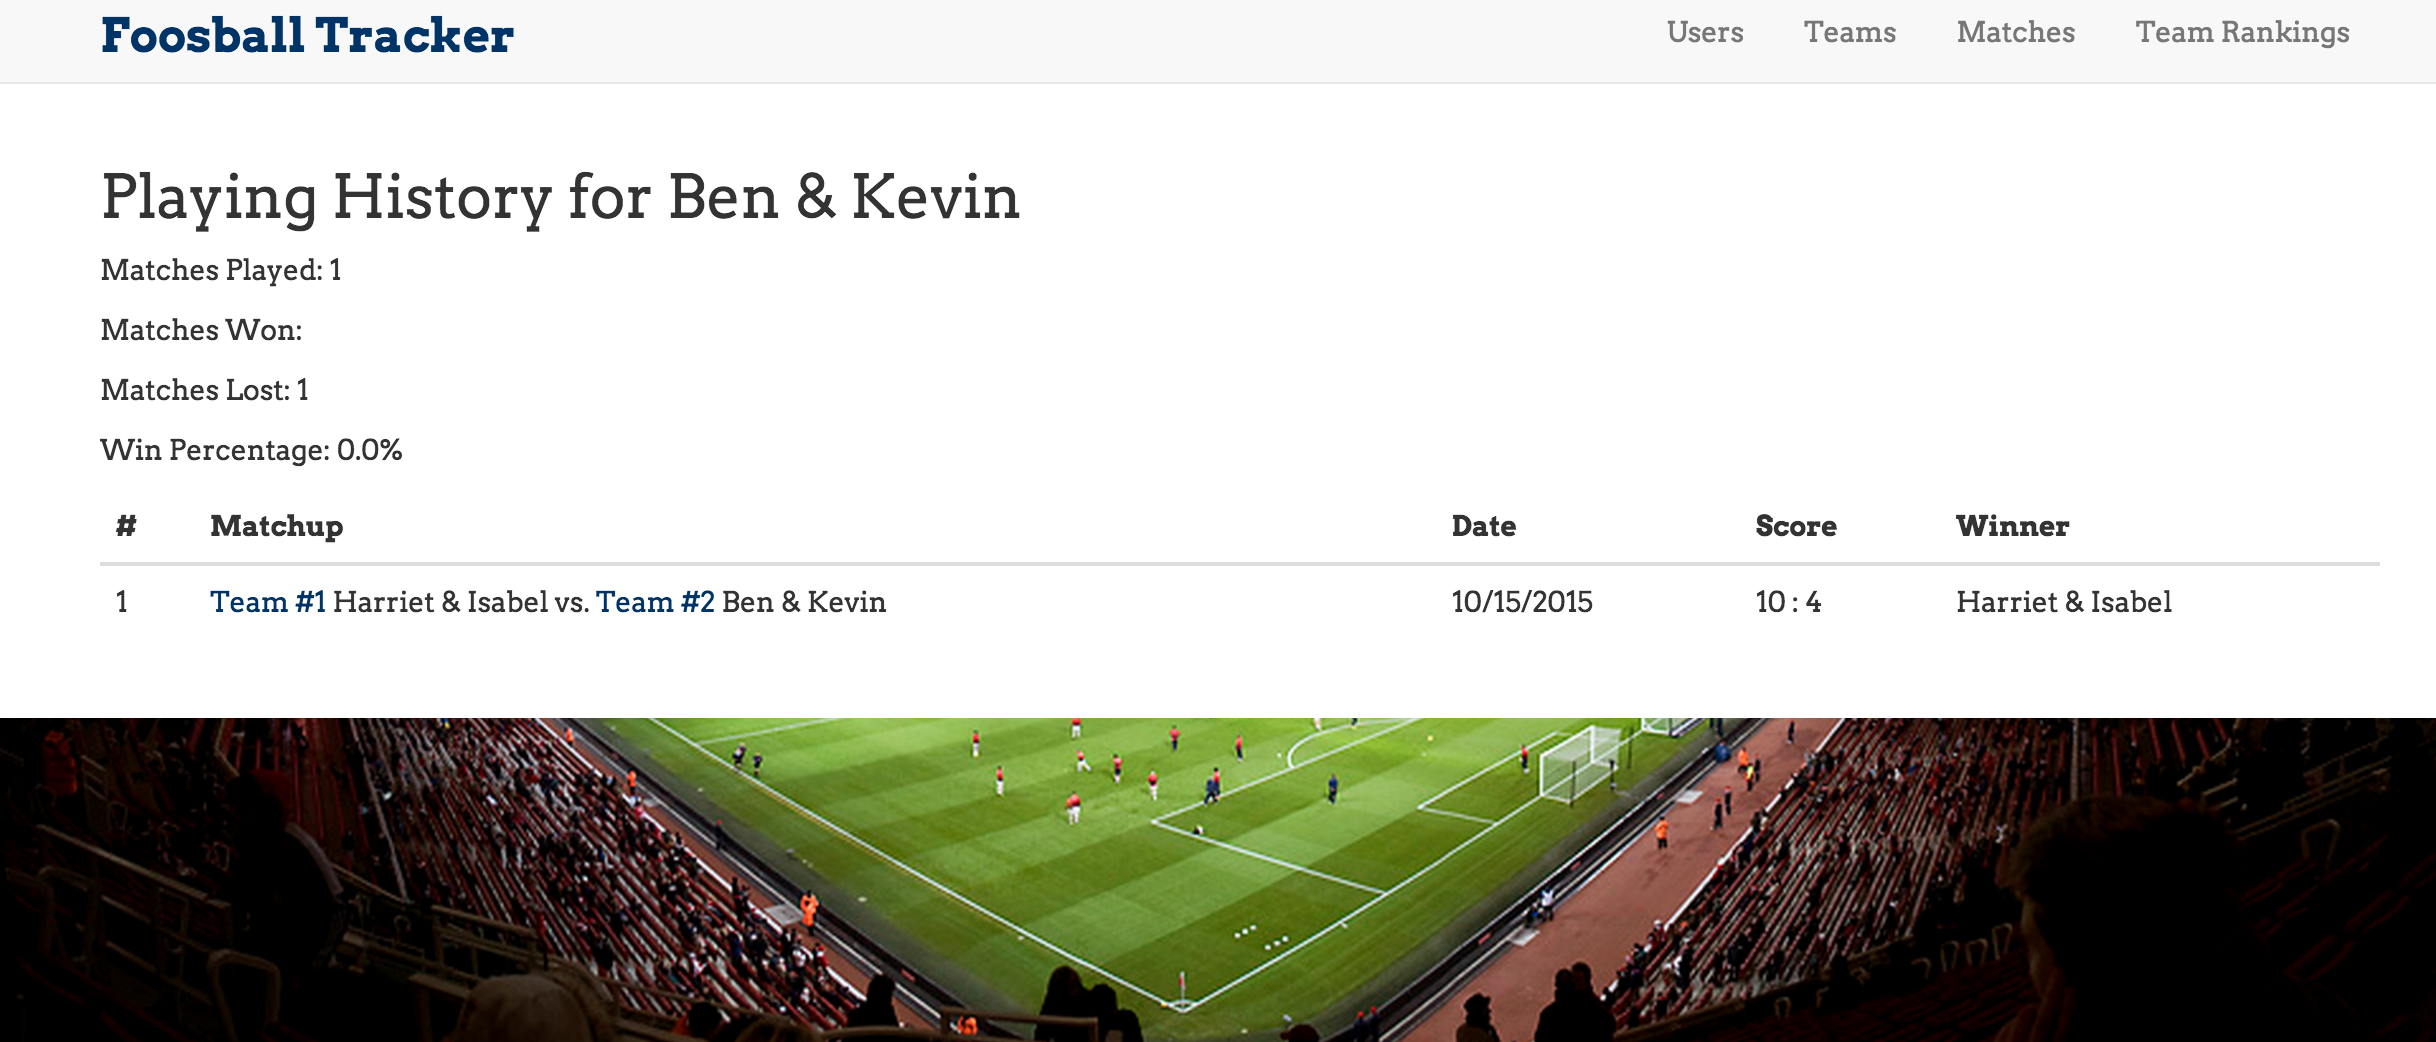 Foosball Tracker Users Teams Matches Team Rankings
Playing History for Ben & Kevin
Matches Played: 1
Matches Won:
Matches Lost: 1
Win Percentage: 0.0%
# Matchup Date Score Winner
1 Team #1 Harriet & Isabel vs. Team #2 Ben & Kevin 10/15/2015 10 : 4 Harriet & Isabel